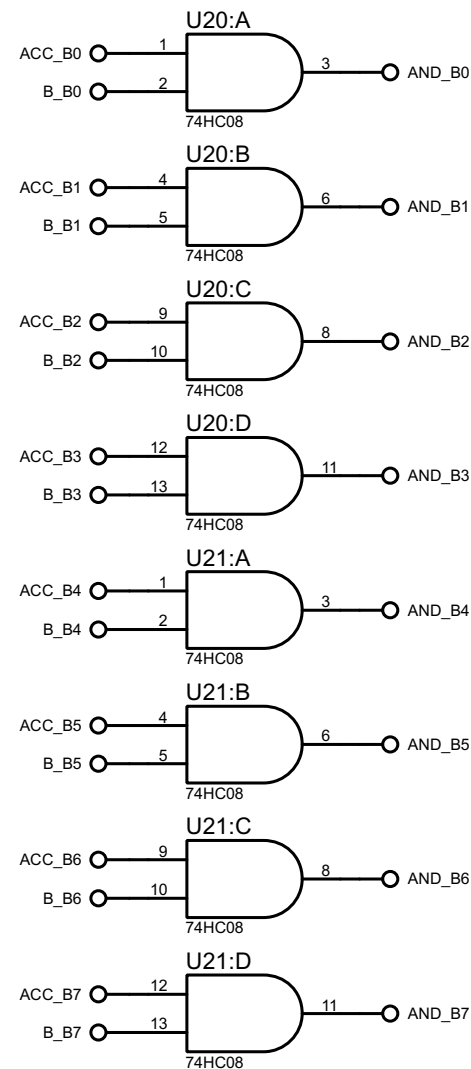 U20:A
ACC_B0 1
3 AND_B0
B_B0 2
74HC08
U20:B
ACC_B1 4
6 AND_B1
B_B1 5
74HC08
U20:C
ACC_B2 9
8 AND_B2
B_B2 10
74HC08
U20:D
ACC_B3 12
11 AND_B3
B_B3 13
74HC08
U21:A
ACC_B4 1
3 AND_B4
B_B4 2
74HC08
U21:B
ACC_B5 4
6 AND_B5
B_B5 5
74HC08
U21:C
ACC_B6 9
8 AND_B6
B_B6 10
74HC08
U21:D
ACC_B7 12
11 AND_B7
B_B7 13
74HC08